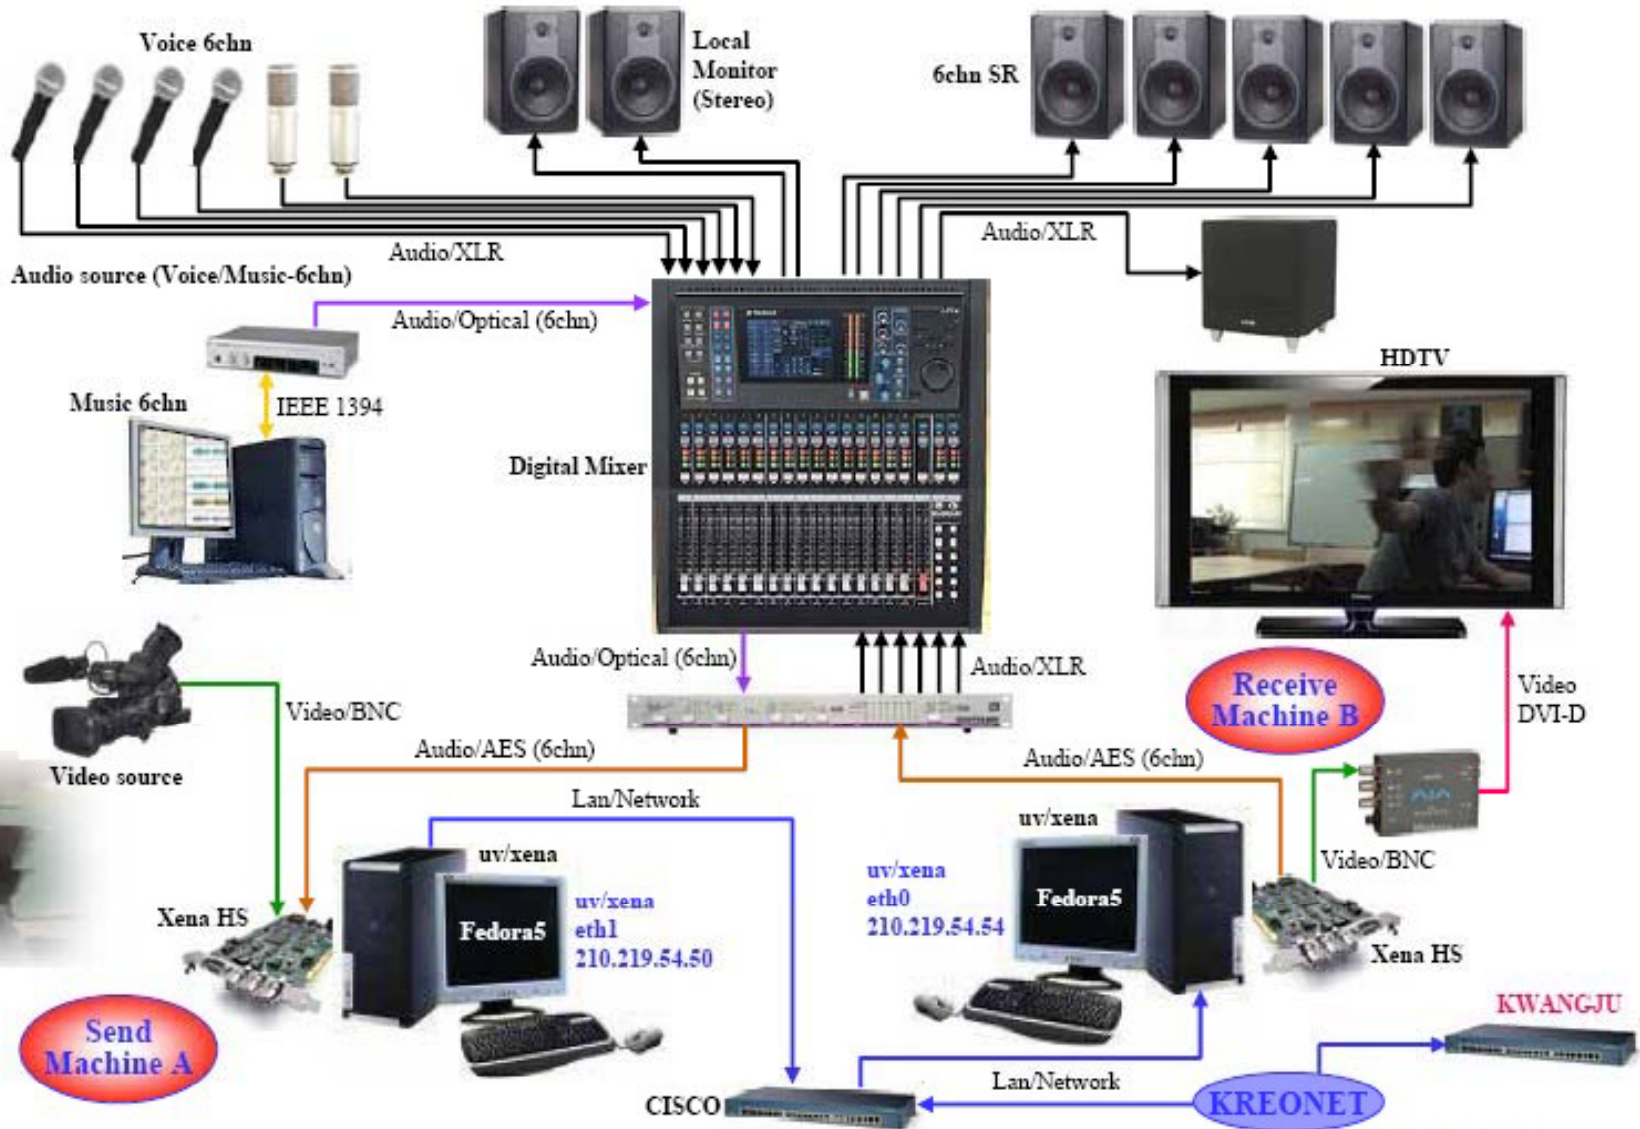 Voice 6chn
Local
Monitor
(Stereo)
6chn SR
Audio/XLR
Audio/XLR
Audio source (Voice/Music-6chn)
Audio/Optical (6chn)
HDTV
IEEE 1394
Music 6chn
Digital Mixer
Audio/Optical (6chn)
Audio/XLR
Receive
Machine B
Video
DVI-D
Video/BNC
Video source
Audio/AES (6chn)
Audio/AES (6chn)
AJA
Lan/Network
uv/xena
uv/xena
Video/BNC
uv/xena
eth0
210.219.54.54
Fedora5
uv/xena
eth1
210.219.54.50
Fedora5
Xena HS
Xena HS
Send
Machine A
KWANGJU
Lan/Network
CISCO
KREONET